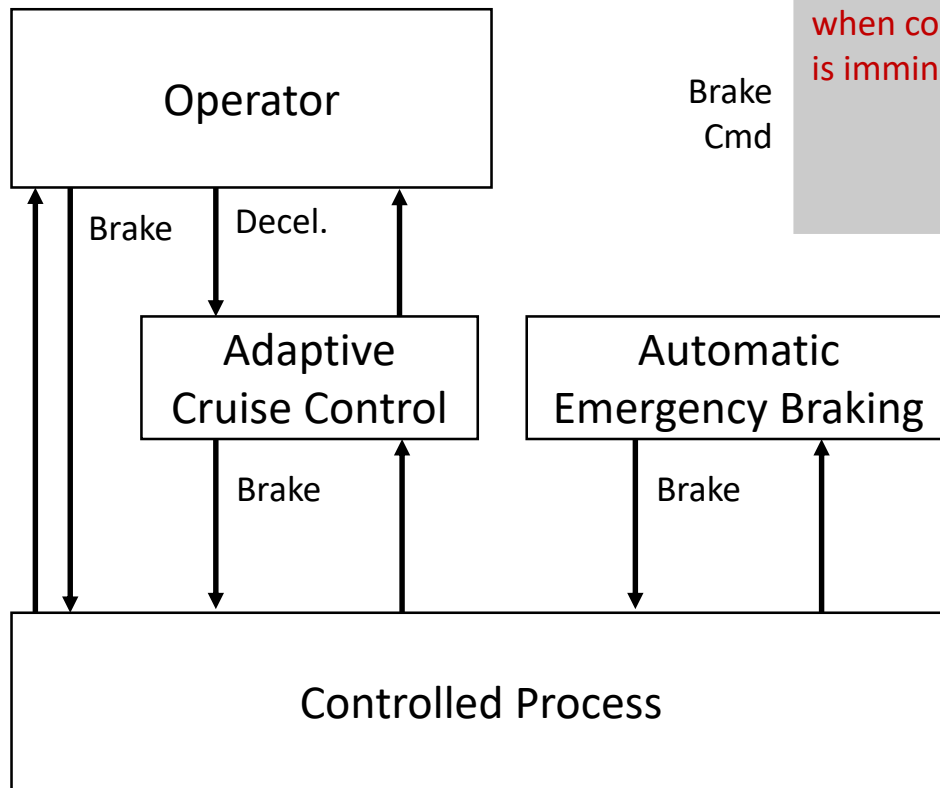 Operator
when co
is immin
Brake
Cmd
Brake
Decel.
Adaptive
Cruise Control
Automatic
Emergency Braking
Brake
Brake
Controlled Process